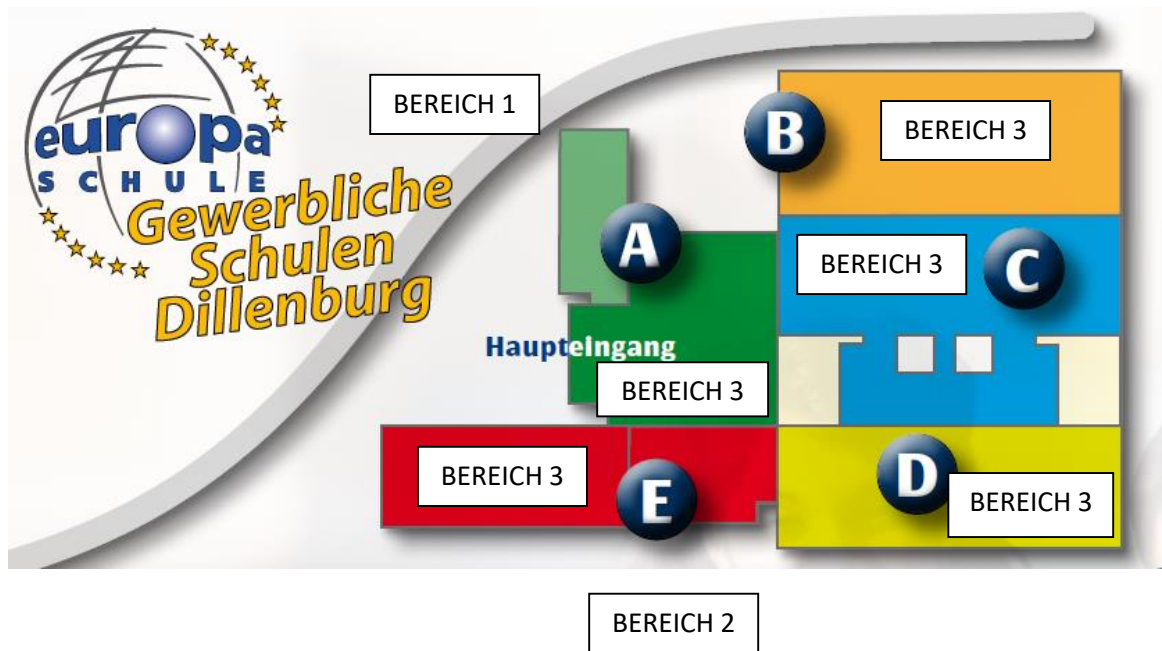 europa
SCHULE
Gewerbliche
Schulen
Dillenburg
BEREICH 1
B
BEREICH 3
A
BEREICH 3
C
Haupteingang
BEREICH 3
BEREICH 3
E
D
BEREICH 3
BEREICH 2